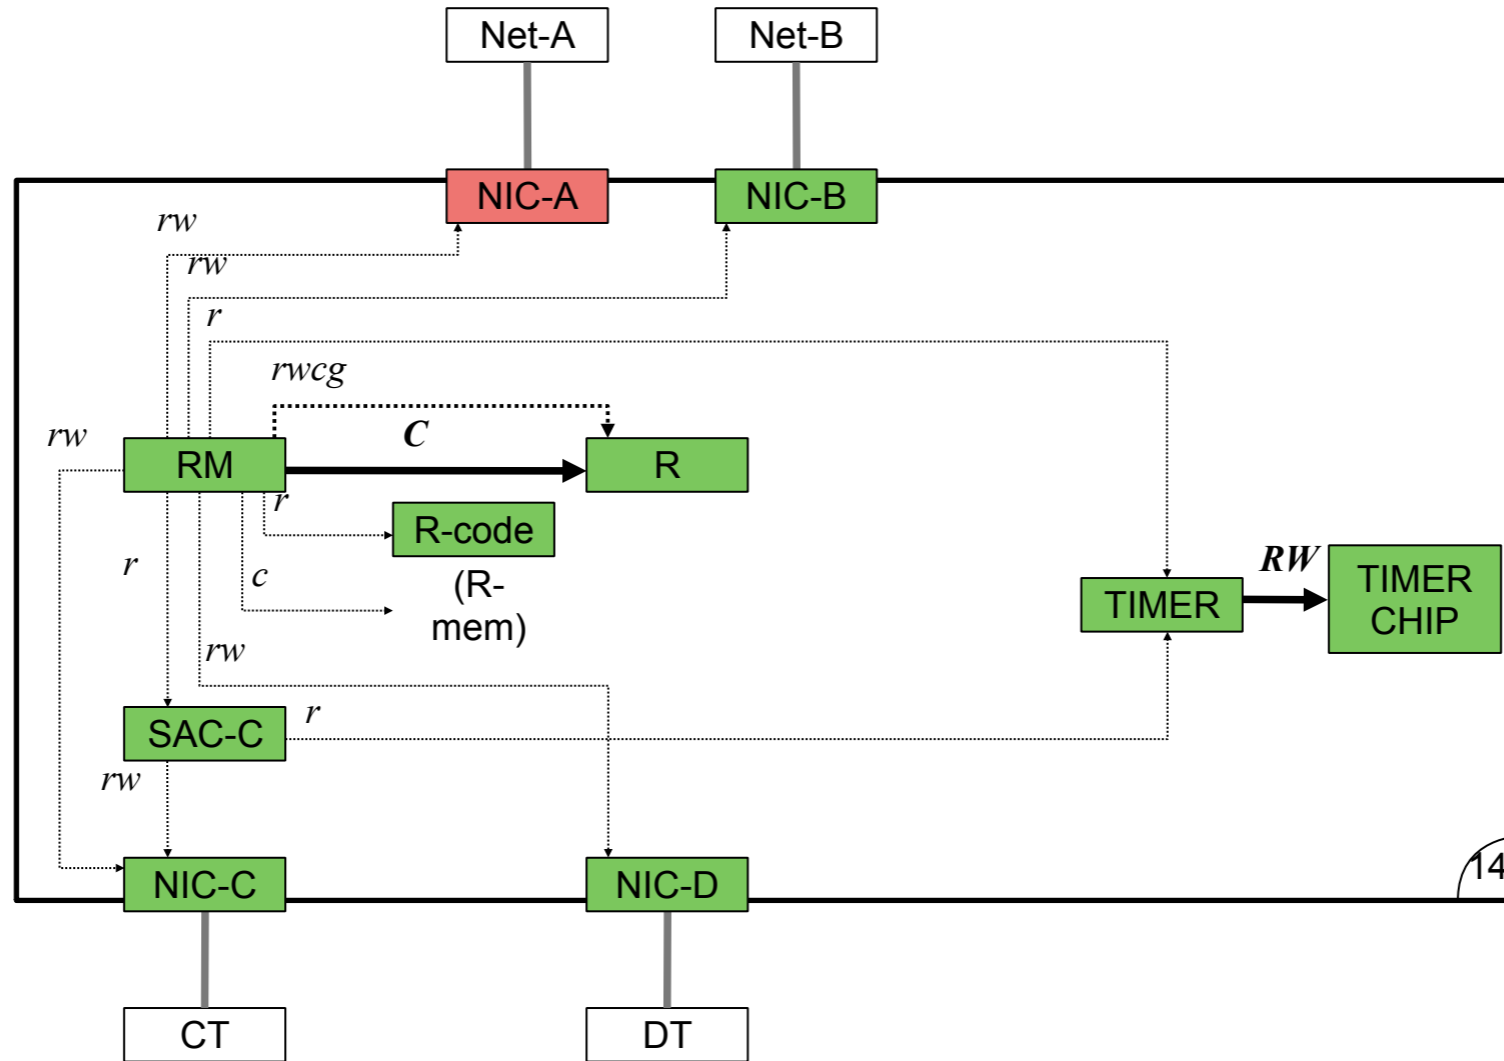 Net-A
Net-B
NIC-A
NIC-B
rw
rw
r
rwcg
rw
C
RM
R
r
R-code
r
c
(R-
mem)
RW
TIMER
TIMER
CHIP
rw
SAC-C
r
rw
NIC-C
NIC-D
14
CT
DT